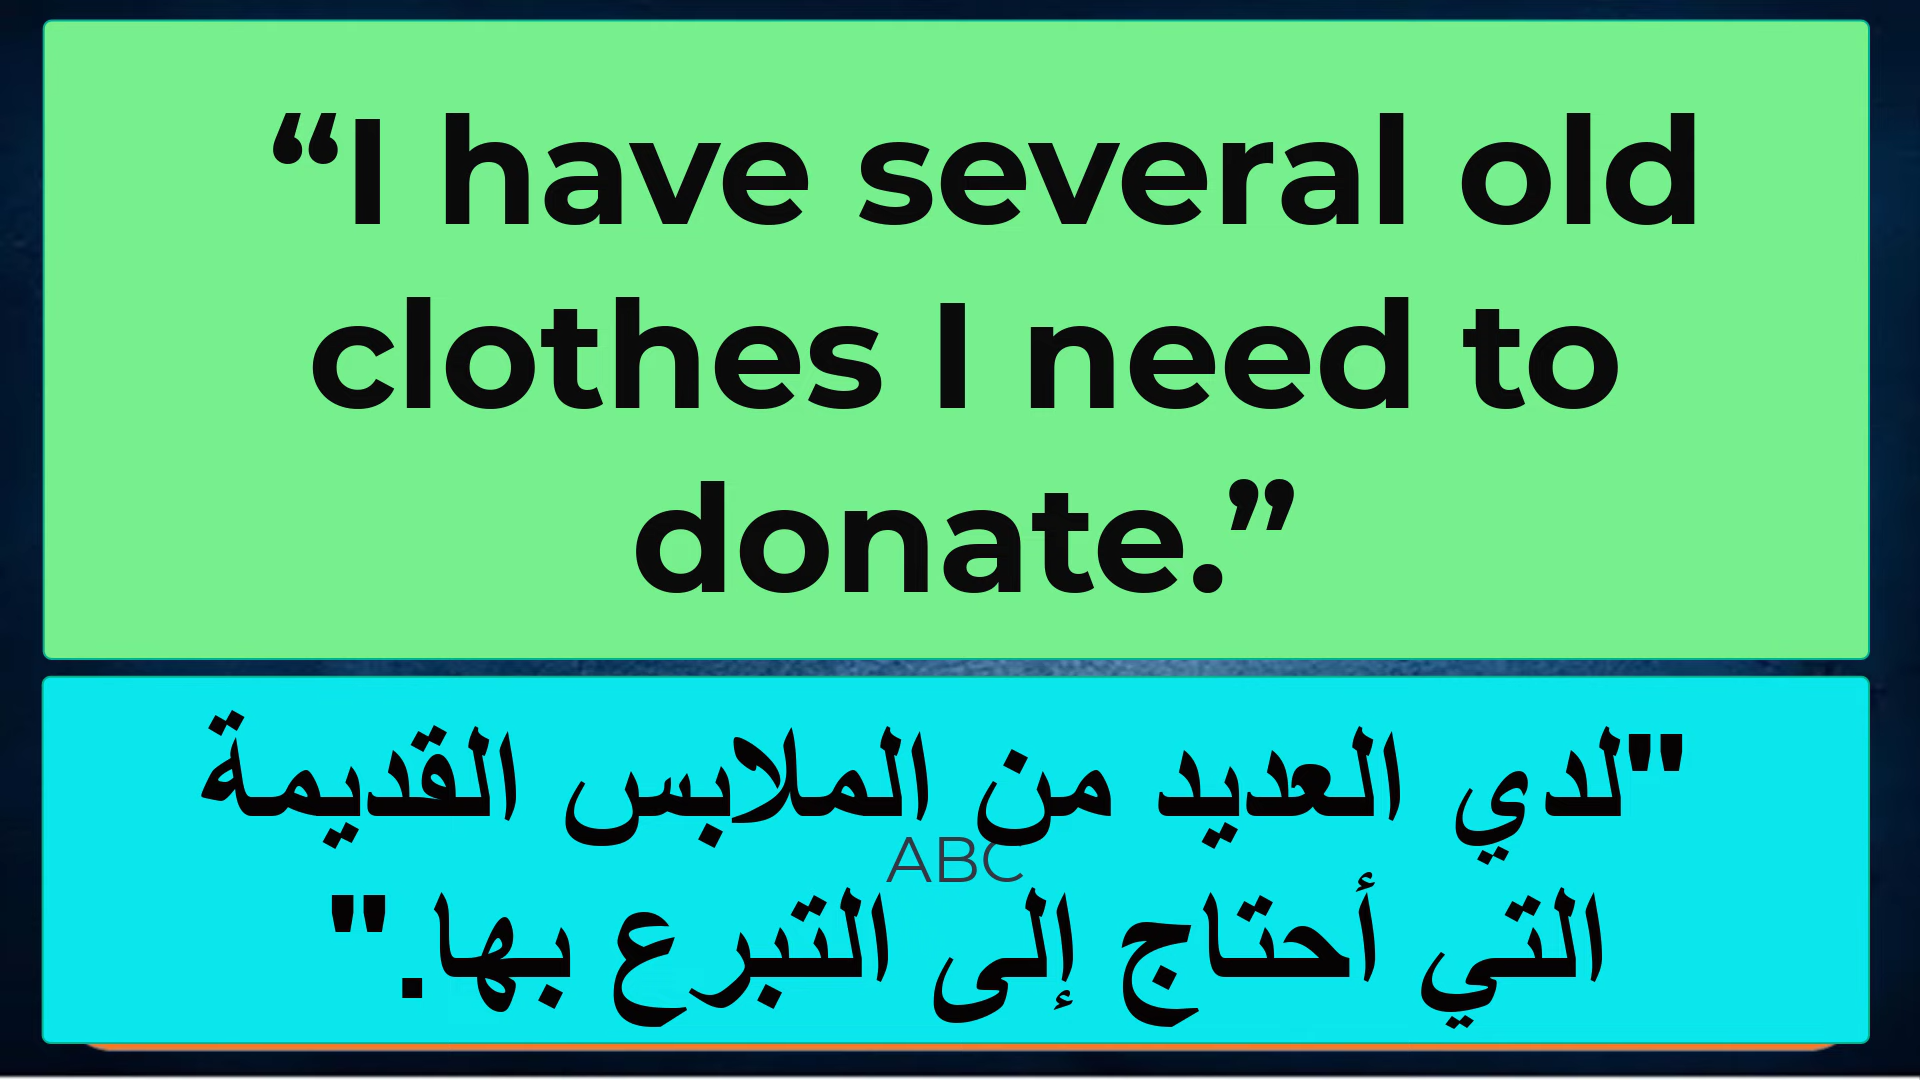 “I have several old
clothes I need to
donate.”
"لدي العديد من الملابس القديمة
ABC
التي أحتاج إلى التبرع بها."